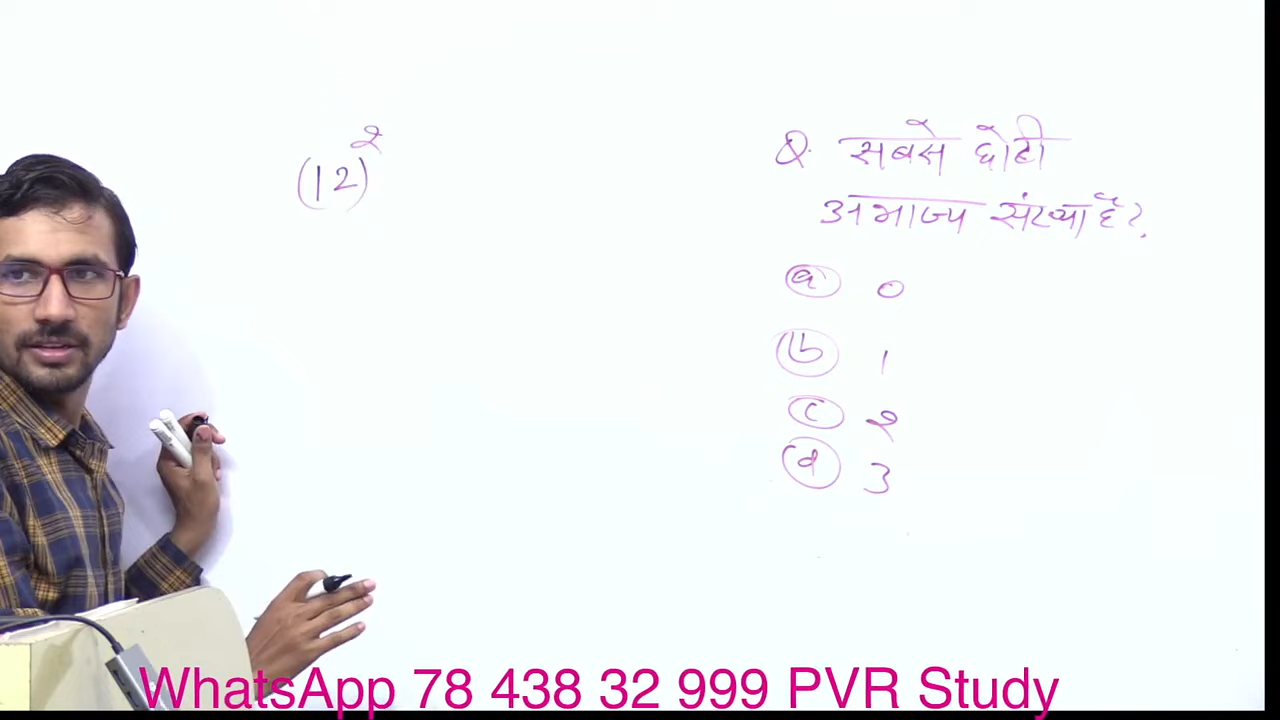 (12)²
Q. सबसे छोटी
अभाज्य संख्या है?
(a) 0
(b) 1
(c) 2
(d) 3
WhatsApp 78 438 32 999 PVR Study